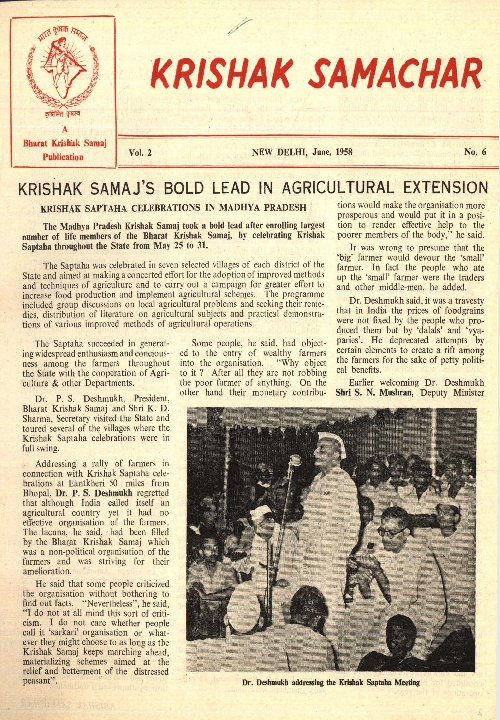 भारत कृषक समाज
A
Bharat Krishak Samaj
Publication
KRISHAK SAMACHAR
Vol. 2
NEW DELHI, June, 1958
No. 6
KRISHAK SAMAJ'S BOLD LEAD IN AGRICULTURAL EXTENSION
KRISHAK SAPTAHA CELEBRATIONS IN MADHYA PRADESH
The Madhya Pradesh Krishak Samaj took a bold lead after enrolling largest
number of life members of the Bharat Krishak Samaj, by celebrating Krishak
Saptaha throughout the State from May 25 to 31.
The Saptaha was celebrated in seven selected villages of each district of the
State and aimed at making a concerted effort for the adoption of improved methods
and techniques of agriculture and to carry out a campaign for greater effort to
increase food production and implement agricultural schemes. The programme
included group discussions on local agricultural problems and seeking their reme-
dies, distribution of literature on agricultural subjects and practical demonstra-
tions of various improved methods of agricultural operations.
The Saptaha succeeded in generat-
ing widespread enthusiasm and concious-
ness among the farmers throughout
the State with the cooperation of Agri-
culture & other Departments.
Dr. P. S. Deshmukh, President,
Bharat Krishak Samaj and Shri K. D.
Sharma, Secretary visited the State and
toured several of the villages where the
Krishak Saptaha celebrations were in
full swing.
Addressing a rally of farmers in
connection with Krishak Saptaha cele-
brations at Eantkheri 50 miles from
Bhopal, Dr. P. S. Deshmukh regretted
that although India called itself an
agricultural country yet it had no
effective organisation of the farmers.
The lacuna, he said, had been filled
by the Bharat Krishak Samaj which
was a non-political organisation of the
farmers and was striving for their
amelioration.
He said that some people criticized
the organisation without bothering to
find out facts. "Nevertheless", he said,
"I do not at all mind this sort of criti-
cism. I do not care whether people
call it 'sarkari' organisation or what-
ever they might choose to as long as the
Krishak Samaj keeps marching ahead,
materializing schemes aimed at the
relief and betterment of the distressed
peasant".
Some people, he said, had object-
ed to the entry of wealthy farmers
into the organisation. "Why object
to it ? After all they are not robbing
the poor farmer of anything. On the
other hand their monetary contribu-
tions would make the organisation more
prosperous and would put it in a posi-
tion to render effective help to the
poorer members of the body," he said.
It was wrong to presume that the
'big' farmer would devour the 'small'
farmer. In fact the people who ate
up the 'small' farmer were the traders
and other middle-men, he added.
Dr. Deshmukh said, it was a travesty
that in India the prices of foodgrains
were not fixed by the people who pro-
duced them but by 'dalals' and 'vya-
paries'. He deprecated attempts by
certain elements to create a rift among
the farmers for the sake of petty politi-
cal benefits.
Earlier welcoming Dr. Deshmukh
Shri S. N. Mushran, Deputy Minister
Dr. Deshmukh addressing the Krishak Saptaha Meeting